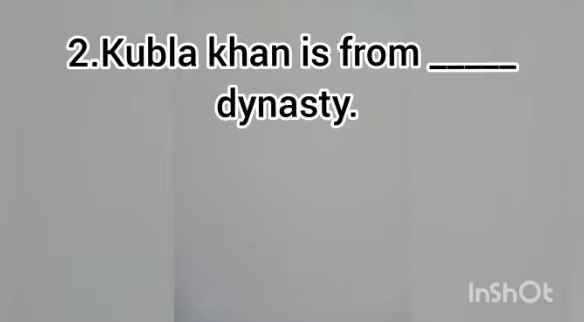 2.Kubla khan is from _____
dynasty.
InShOt